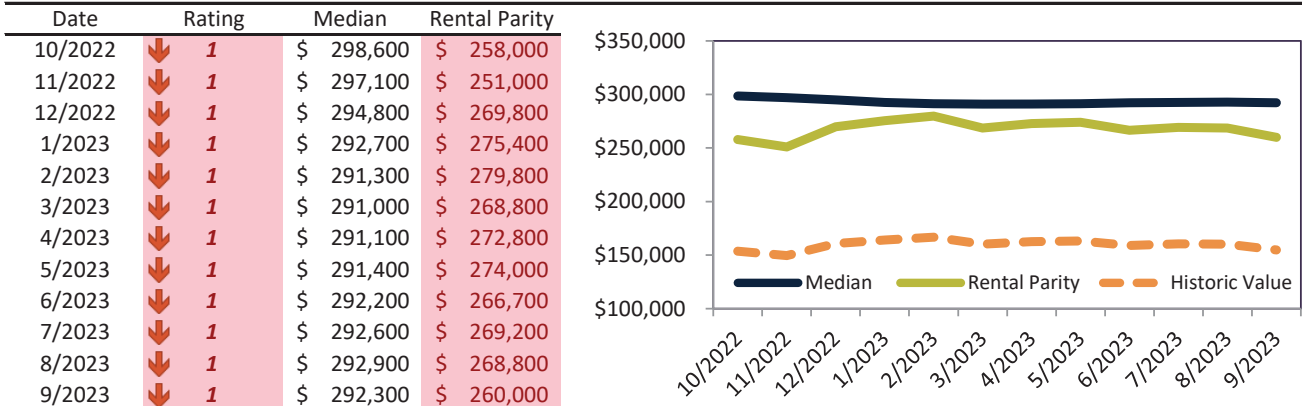 Date Rating Median Rental Parity
10/2022 1 $ 298,600 $ 258,000
11/2022 1 $ 297,100 $ 251,000
12/2022 1 $ 294,800 $ 269,800
1/2023 1 $ 292,700 $ 275,400
2/2023 1 $ 291,300 $ 279,800
3/2023 1 $ 291,000 $ 268,800
4/2023 1 $ 291,100 $ 272,800
5/2023 1 $ 291,400 $ 274,000
6/2023 1 $ 292,200 $ 266,700
7/2023 1 $ 292,600 $ 269,200
8/2023 1 $ 292,900 $ 268,800
9/2023 1 $ 292,300 $ 260,000
$350,000
$300,000
$250,000
$200,000
$150,000
$100,000
Median Rental Parity Historic Value
10/2022 11/2022 12/2022 1/2023 2/2023 3/2023 4/2023 5/2023 6/2023 7/2023 8/2023 9/2023